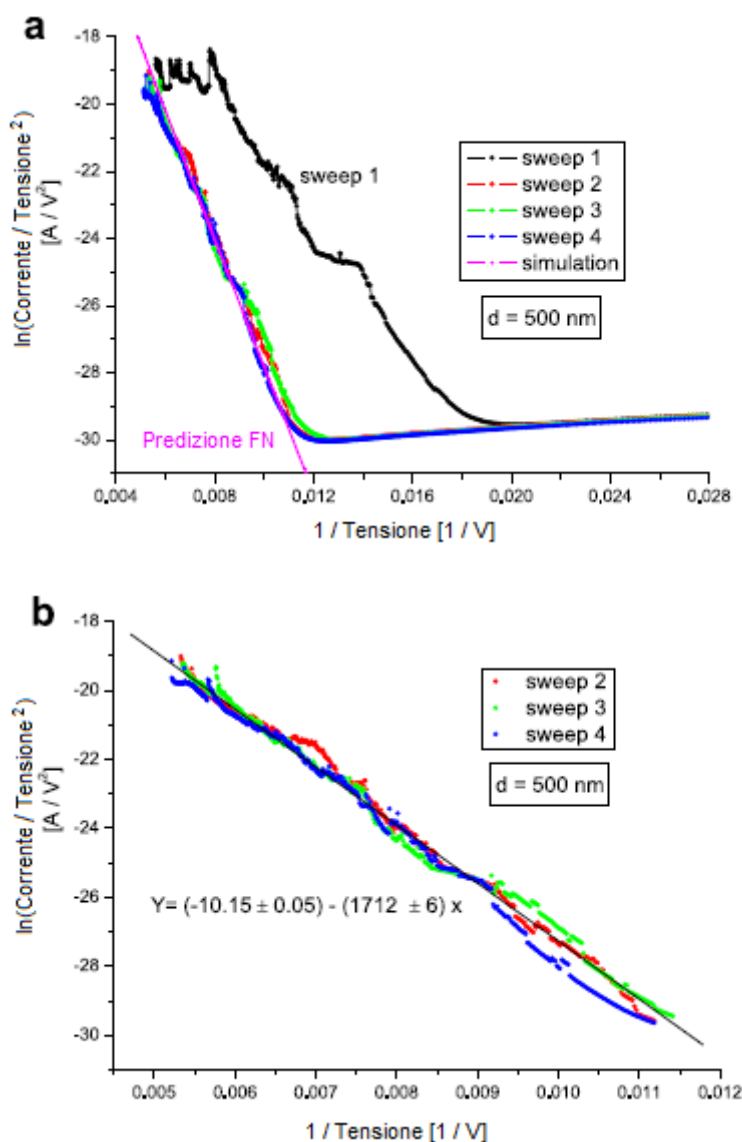 a
-18
-20
-22
-24
-26
-28
-30
ln(Corrente / Tensione²)
[A / V²]
sweep 1
sweep 1
sweep 2
sweep 3
sweep 4
simulation
d = 500 nm
Predizione FN
0.004 0.008 0.012 0.016 0.020 0.024 0.028
1 / Tensione [1 / V]
b
-18
-20
-22
-24
-26
-28
-30
ln(Corrente / Tensione²)
[A / V²]
sweep 2
sweep 3
sweep 4
d = 500 nm
Y= (-10.15 ± 0.05) - (1712 ± 6) x
0.005 0.006 0.007 0.008 0.009 0.010 0.011 0.012
1 / Tensione [1 / V]